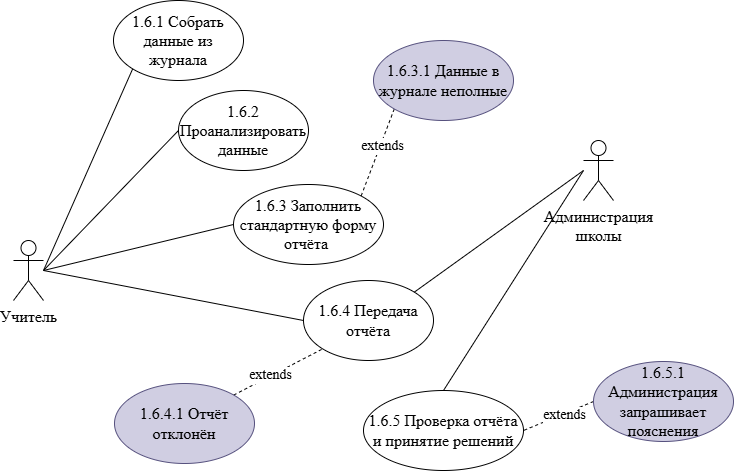 1.6.1 Собрать
данные из
журнала
1.6.3.1 Данные в
журнале неполные
1.6.2
Проанализировать
данные
extends
1.6.3 Заполнить
стандартную форму
отчёта
Администрация
школы
Учитель
1.6.4 Передача
отчёта
extends
1.6.4.1 Отчёт
отклонён
1.6.5 Проверка отчёта
и принятие решений
extends
1.6.5.1
Администрация
запрашивает
пояснения